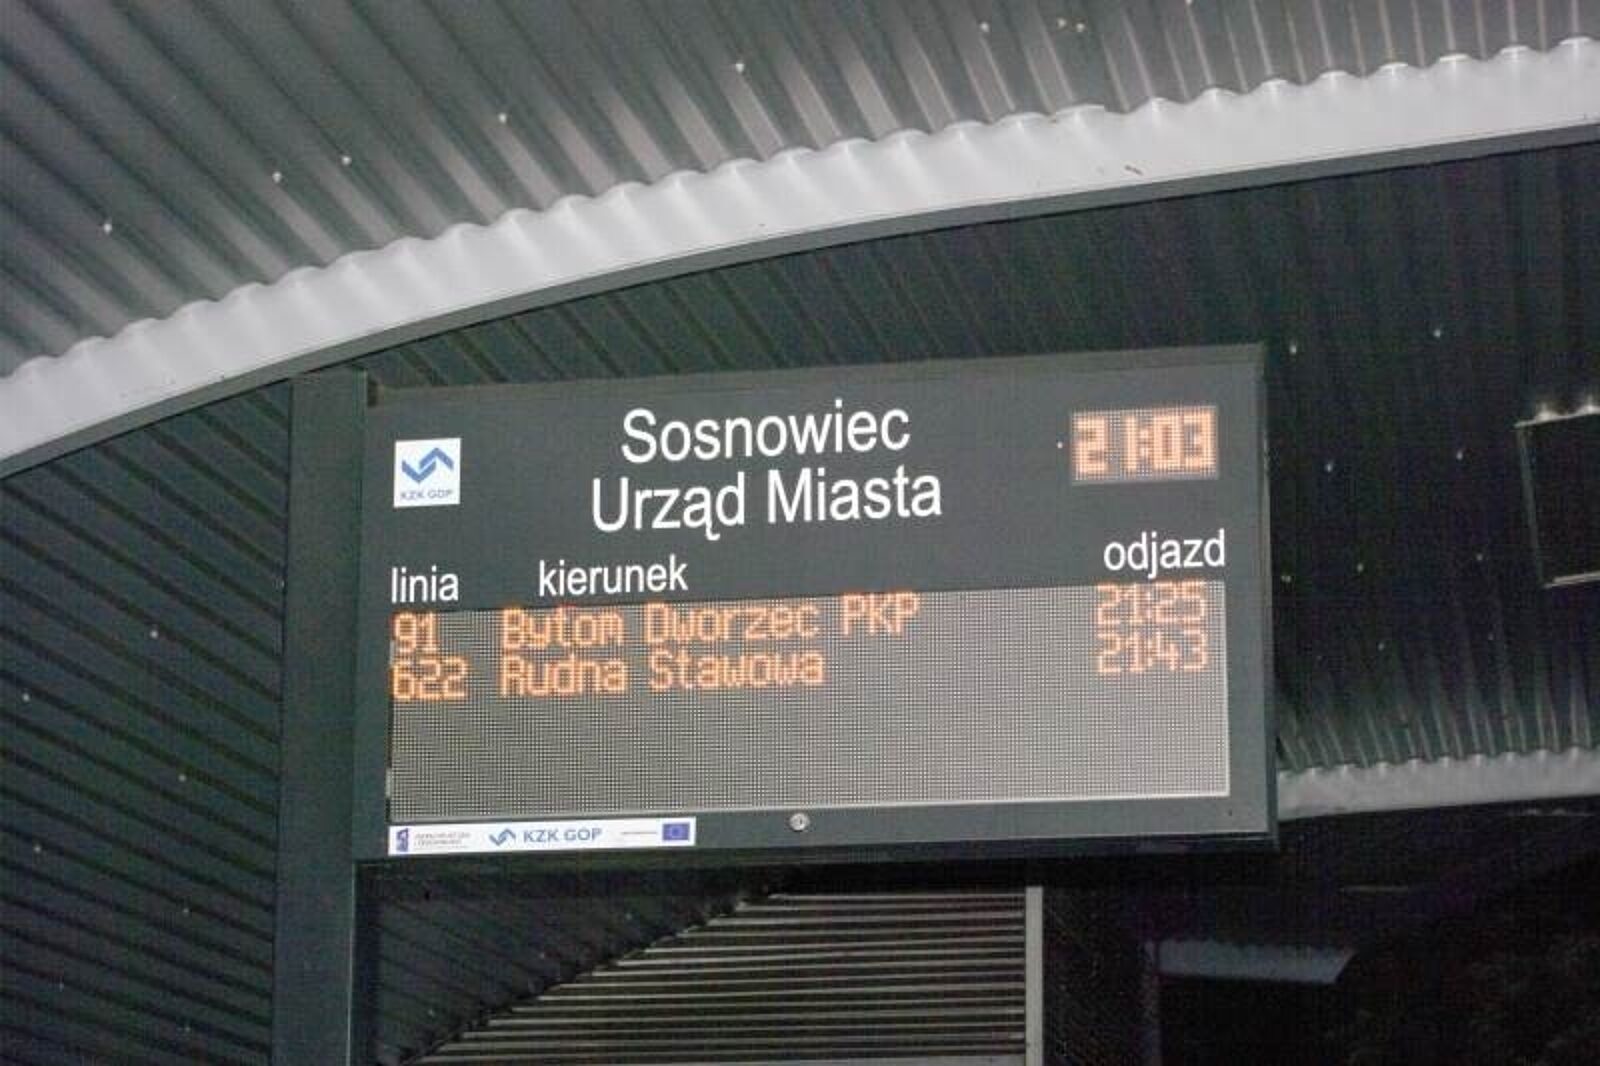 Sosnowiec
Urząd Miasta
21:03
KZK GOP
linia kierunek odjazd
91 Bytom Dworzec PKP 21:25
622 Rudna Stawowa 21:43
KZK GOP